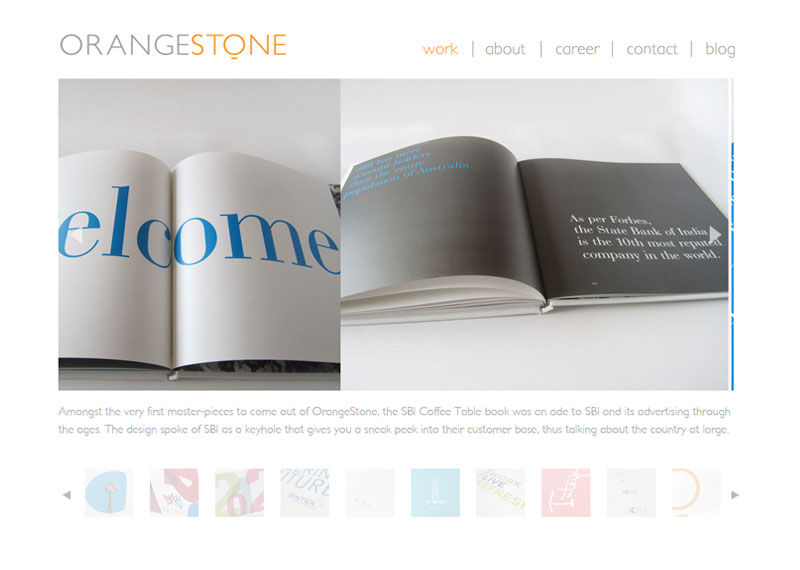 ORANGESTONE
work | about | career | contact | blog
elcome
SBI has more
account holders
than the entire
population of Australia.
As per Forbes,
the State Bank of India
is the 10th most reputed
company in the world.
Amongst the very first master-pieces to come out of OrangeStone, the SBI Coffee Table book was an ode to SBI and its advertising through
the ages. The design spoke of SBI as a keyhole that gives you a sneak peek into their customer base, thus talking about the country at large.
SINTEX
WORK
LIVE